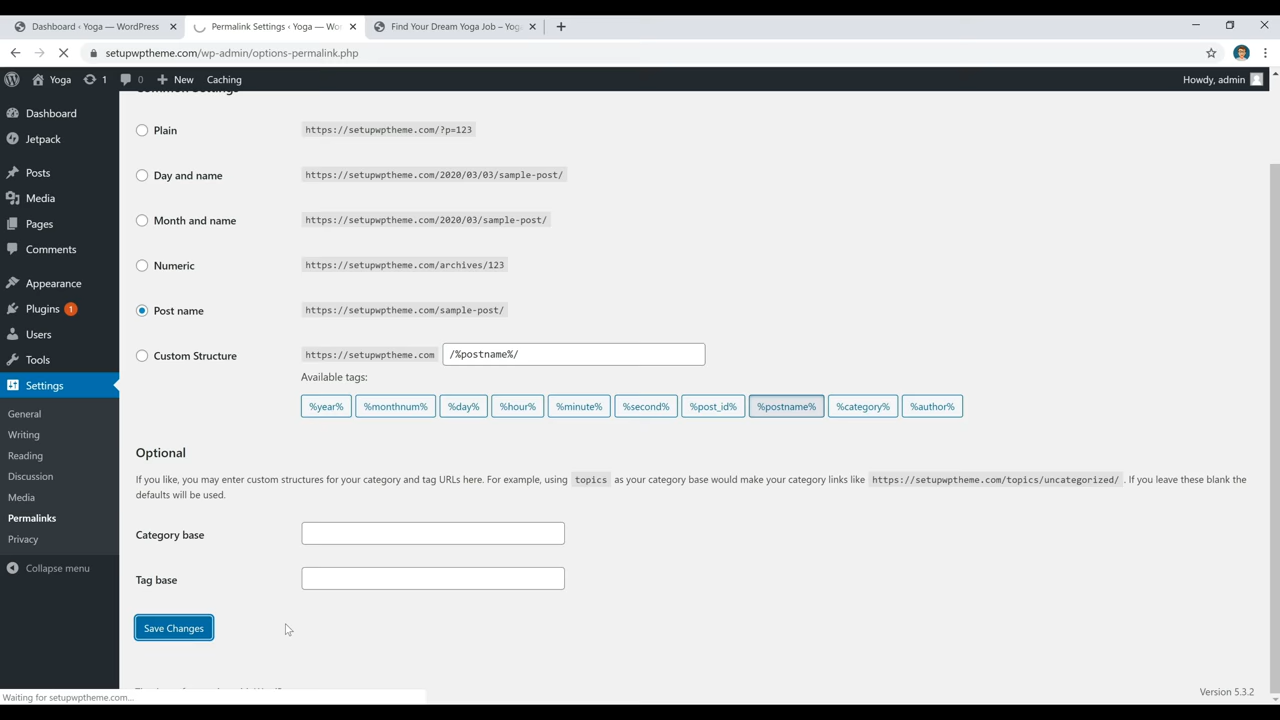 Dashboard ‹ Yoga — WordPress
Permalink Settings ‹ Yoga — Wor
Find Your Dream Yoga Job – Yog
setupwptheme.com/wp-admin/options-permalink.php
Yoga 1 0 New Caching Howdy, admin
Common Settings
Dashboard
Jetpack
Posts
Media
Pages
Comments
Appearance
Plugins 1
Users
Tools
Settings
General
Writing
Reading
Discussion
Media
Permalinks
Privacy
Collapse menu
Plain https://setupwptheme.com/?p=123
Day and name https://setupwptheme.com/2020/03/03/sample-post/
Month and name https://setupwptheme.com/2020/03/sample-post/
Numeric https://setupwptheme.com/archives/123
Post name https://setupwptheme.com/sample-post/
Custom Structure https://setupwptheme.com /%postname%/
Available tags:
%year% %monthnum% %day% %hour% %minute% %second% %post_id% %postname% %category% %author%
Optional
If you like, you may enter custom structures for your category and tag URLs here. For example, using topics as your category base would make your category links like https://setupwptheme.com/topics/uncategorized/ . If you leave these blank the
defaults will be used.
Category base
Tag base
Save Changes
Version 5.3.2
Waiting for setupwptheme.com...